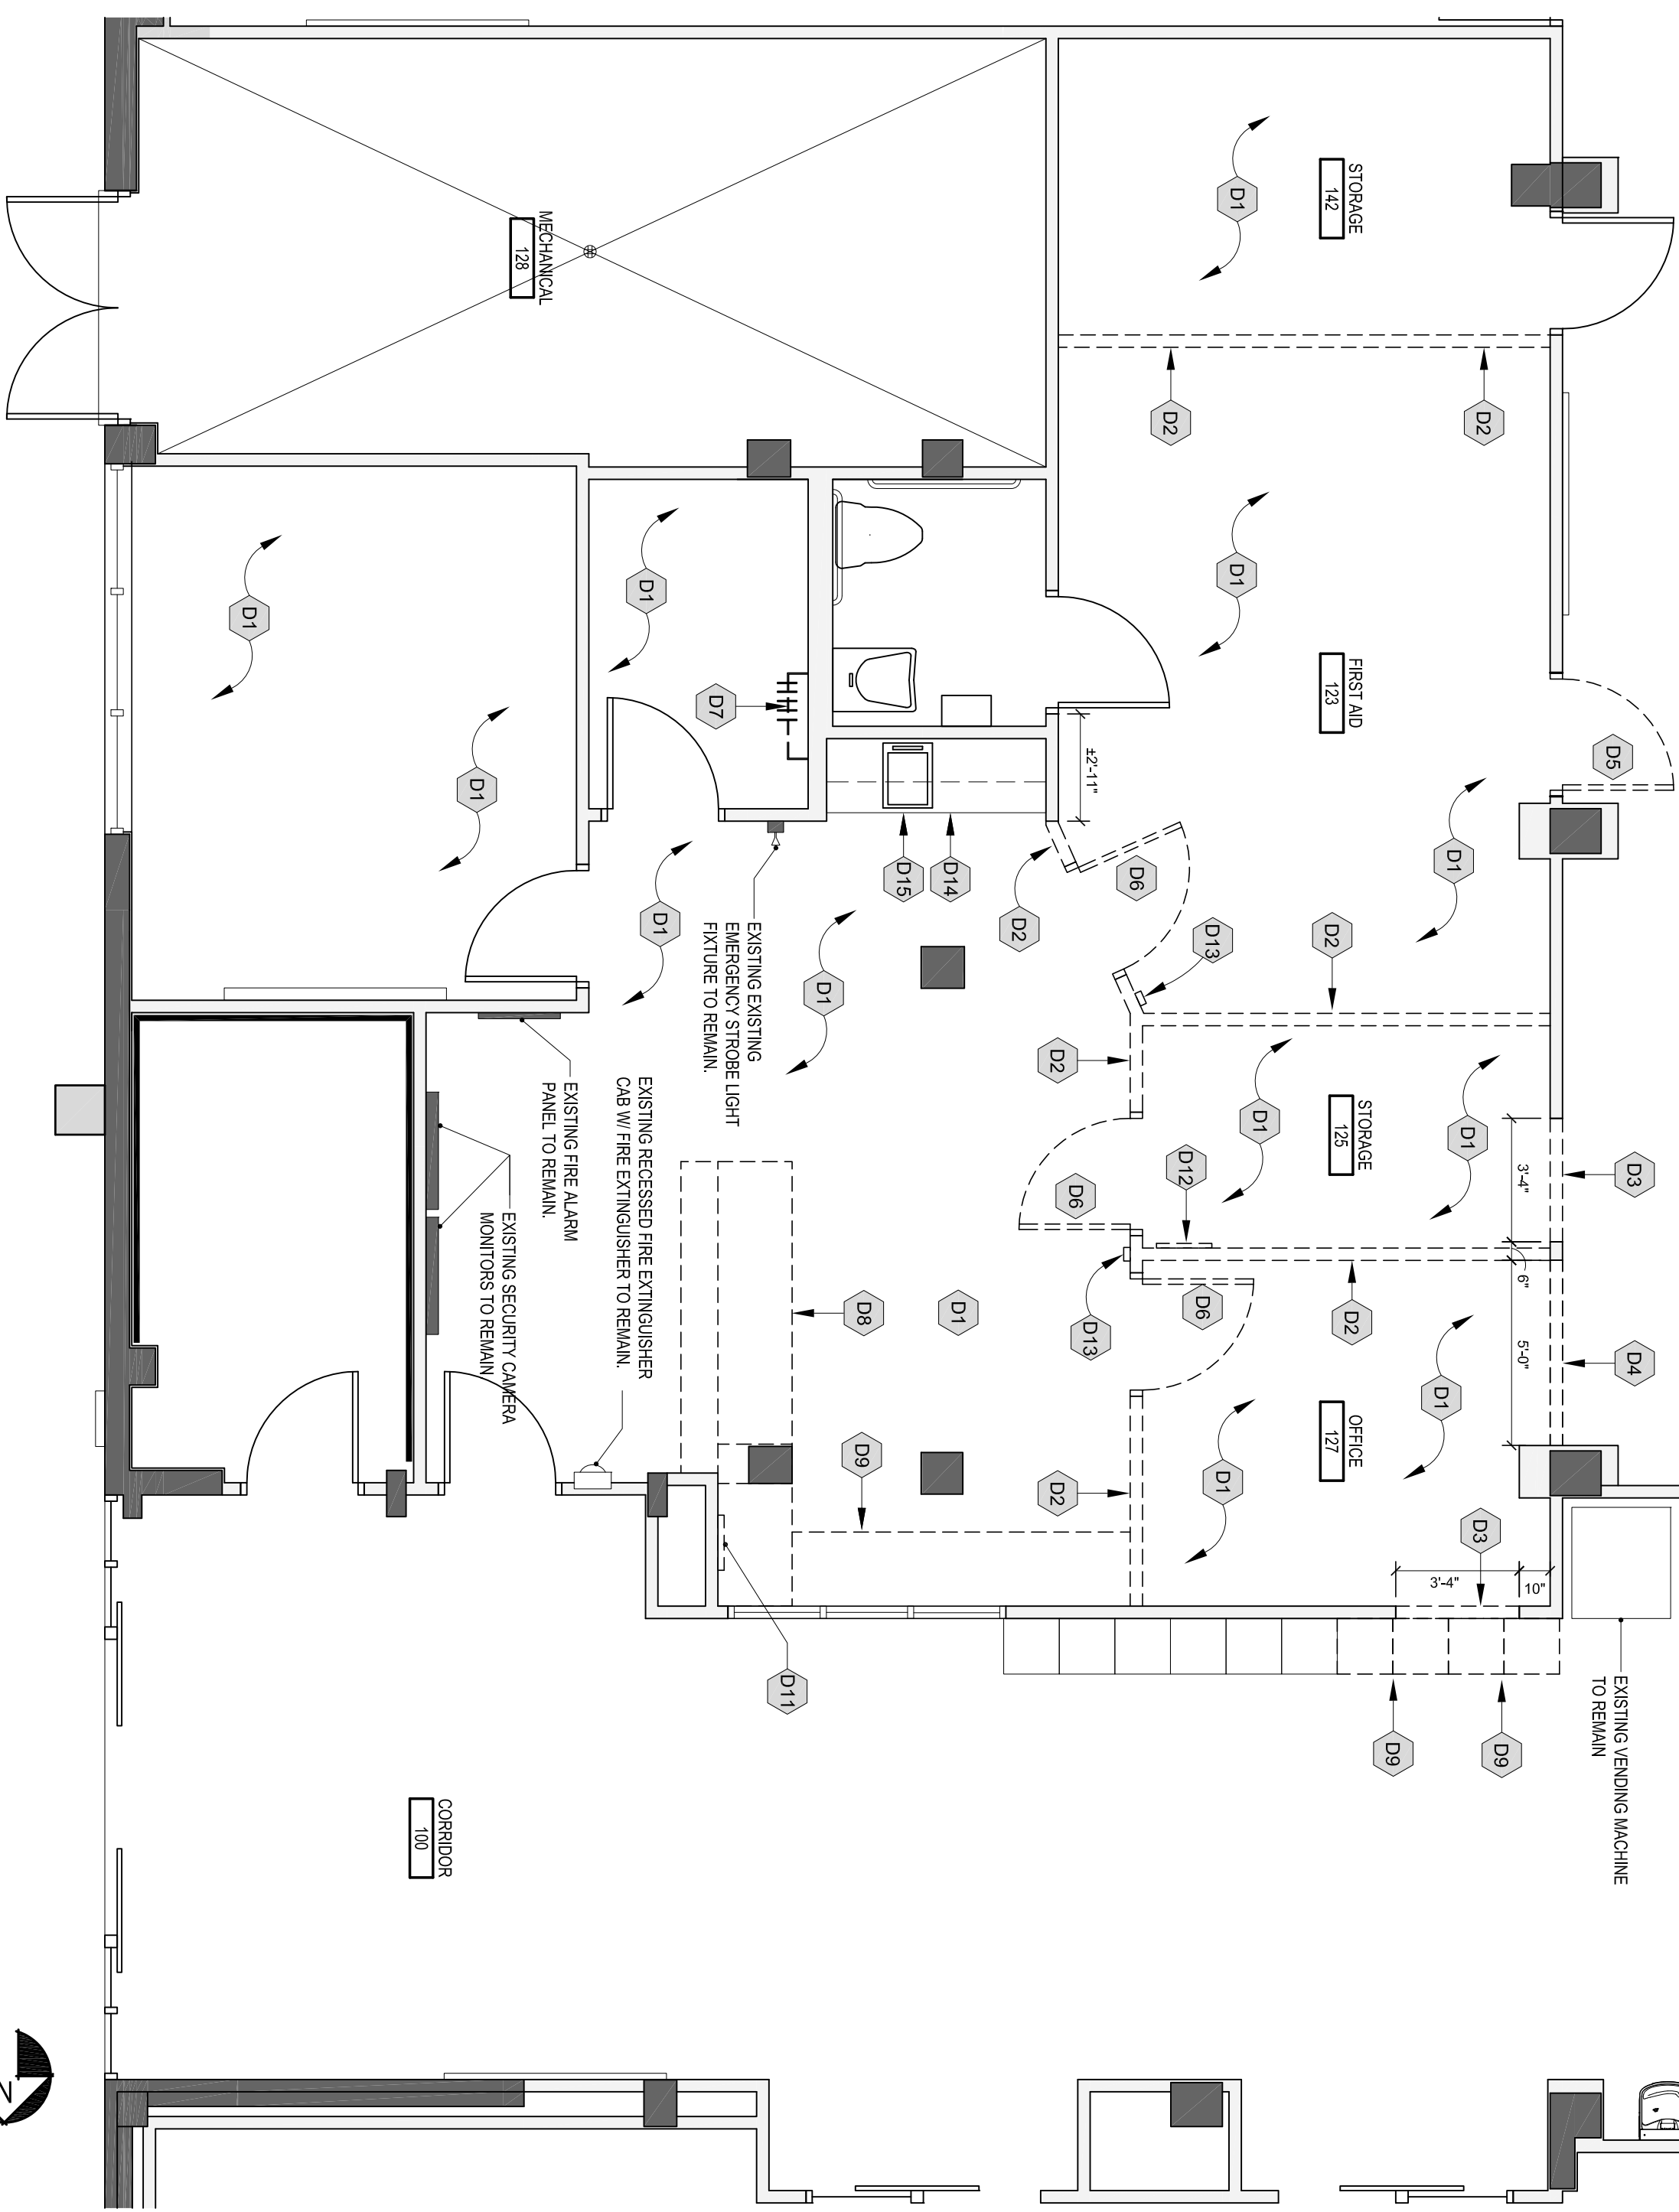 D3
D4
EXISTING VENDING MACHINE
TO REMAIN
D5
3'-4"
6"
5'-0"
10"
3'-4"
D9
D9
D2
D3
D1
D1
D1
STORAGE
142
FIRST AID
123
STORAGE
125
OFFICE
127
D2
D2
D1
D1
D1
D1
D13
D6
D12
D2
D6
D13
±2'-11"
D6
D2
D2
D2
D1
D14
D15
D8
D9
D1
D11
EXISTING EXISTING
EMERGENCY STROBE LIGHT
FIXTURE TO REMAIN.
D7
D1
D1
EXISTING RECESSED FIRE EXTINGUISHER
CAB W/ FIRE EXTINGUISHER TO REMAIN.
EXISTING FIRE ALARM
PANEL TO REMAIN.
MECHANICAL
128
EXISTING SECURITY CAMERA
MONITORS TO REMAIN
D1
CORRIDOR
100
D1
N